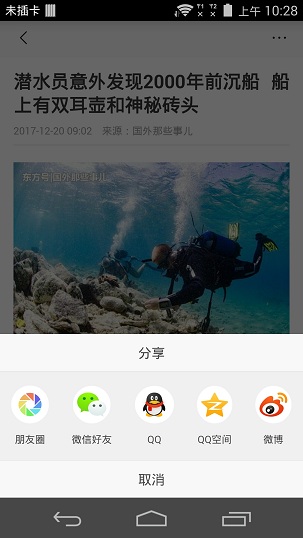 未插卡 T1 T2 上午 10:28
潜水员意外发现2000年前沉船 船
上有双耳壶和神秘砖头
2017-12-20 09:02 来源：国外那些事儿
东方号|国外那些事儿
分享
朋友圈 微信好友 QQ QQ空间 微博
取消